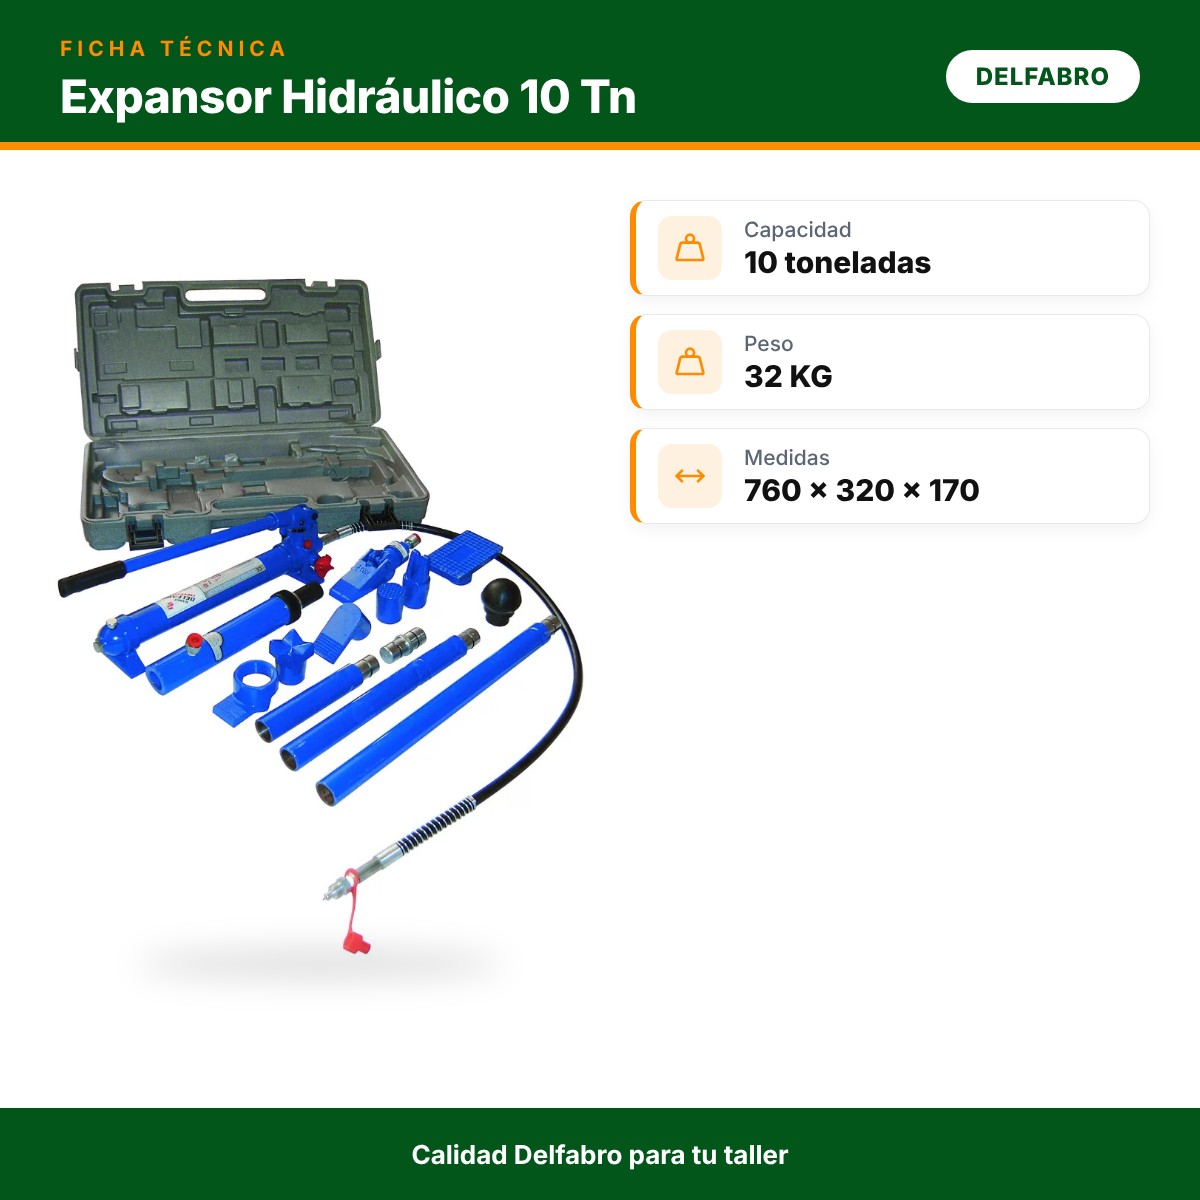 FICHA TÉCNICA
Expansor Hidráulico 10 Tn
DELFABRO
Capacidad
10 toneladas
Peso
32 KG
Medidas
760 × 320 × 170
Calidad Delfabro para tu taller